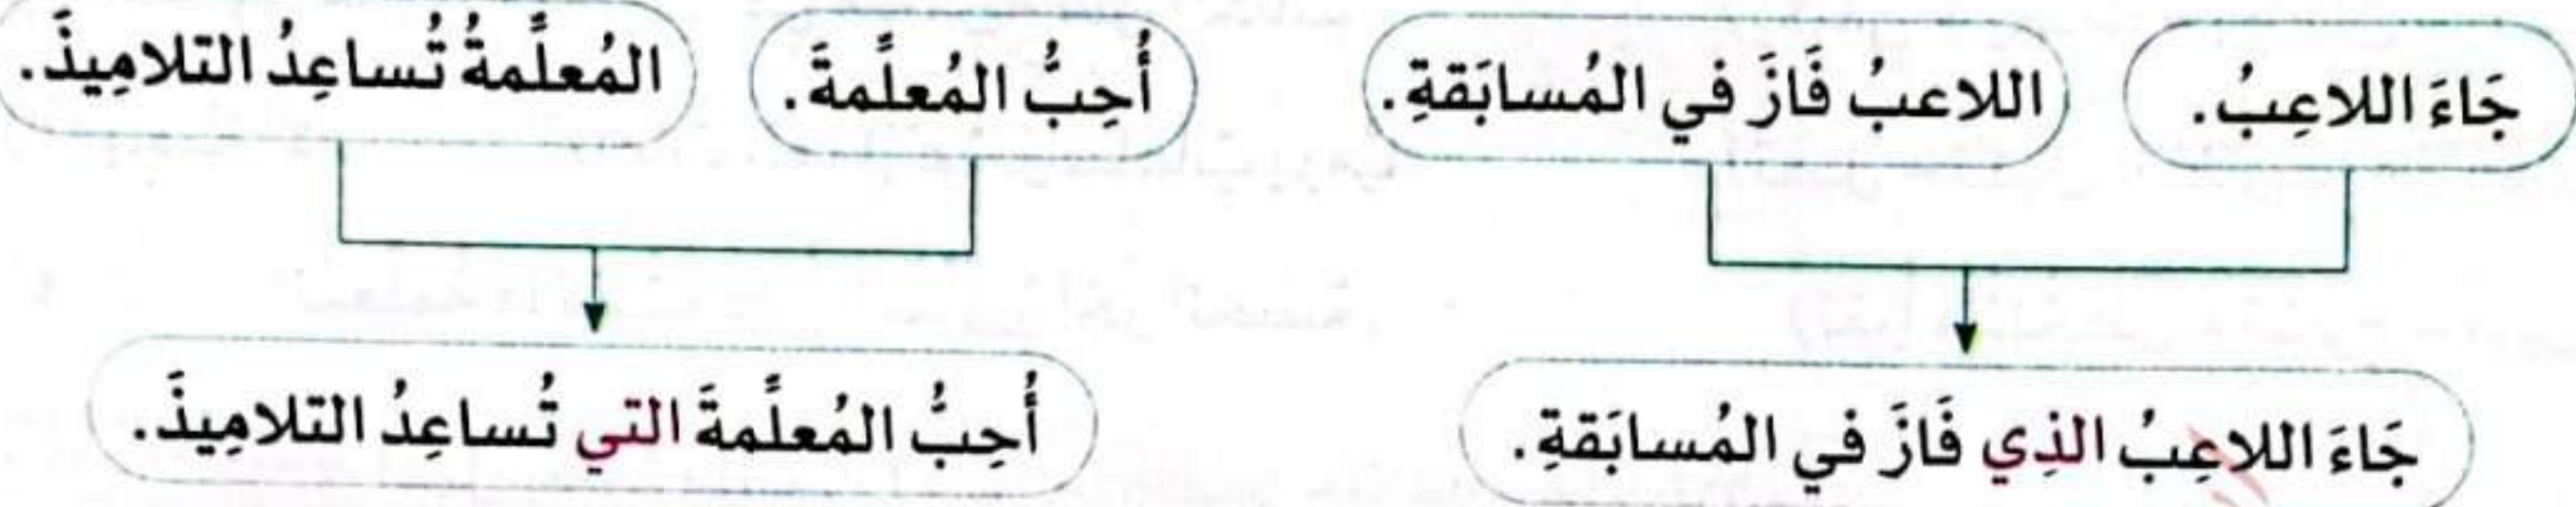 جَاءَ اللاعِبُ.
اللاعبُ فَازَ في المُسابَقةِ.
أُحِبُّ المُعلِّمةَ.
المُعلِّمةُ تُساعِدُ التلامِيذَ.
جَاءَ اللاعِبُ الذِي فَازَ في المُسابَقةِ.
أُحِبُّ المُعلِّمةَ التي تُساعِدُ التلامِيذَ.